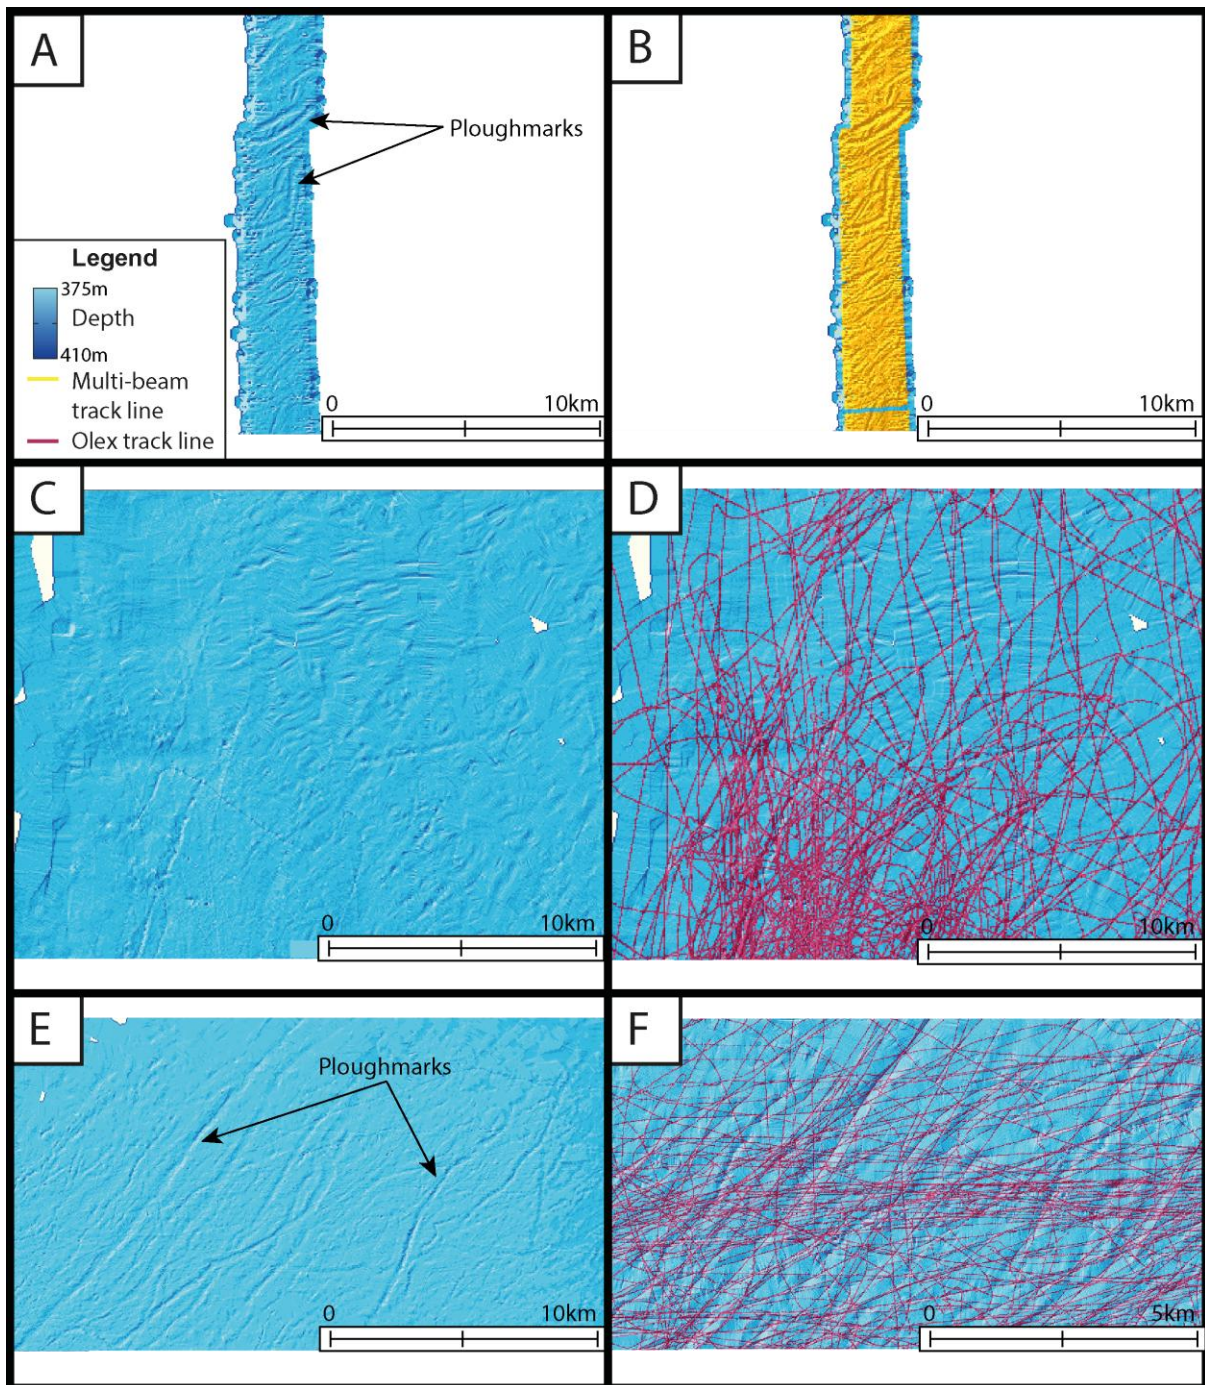 A
Ploughmarks
Legend
375m
Depth
410m
Multi-beam
track line
Olex track line
0 10km
B
0 10km
C
0 10km
D
0 10km
E
Ploughmarks
0 10km
F
0 5km